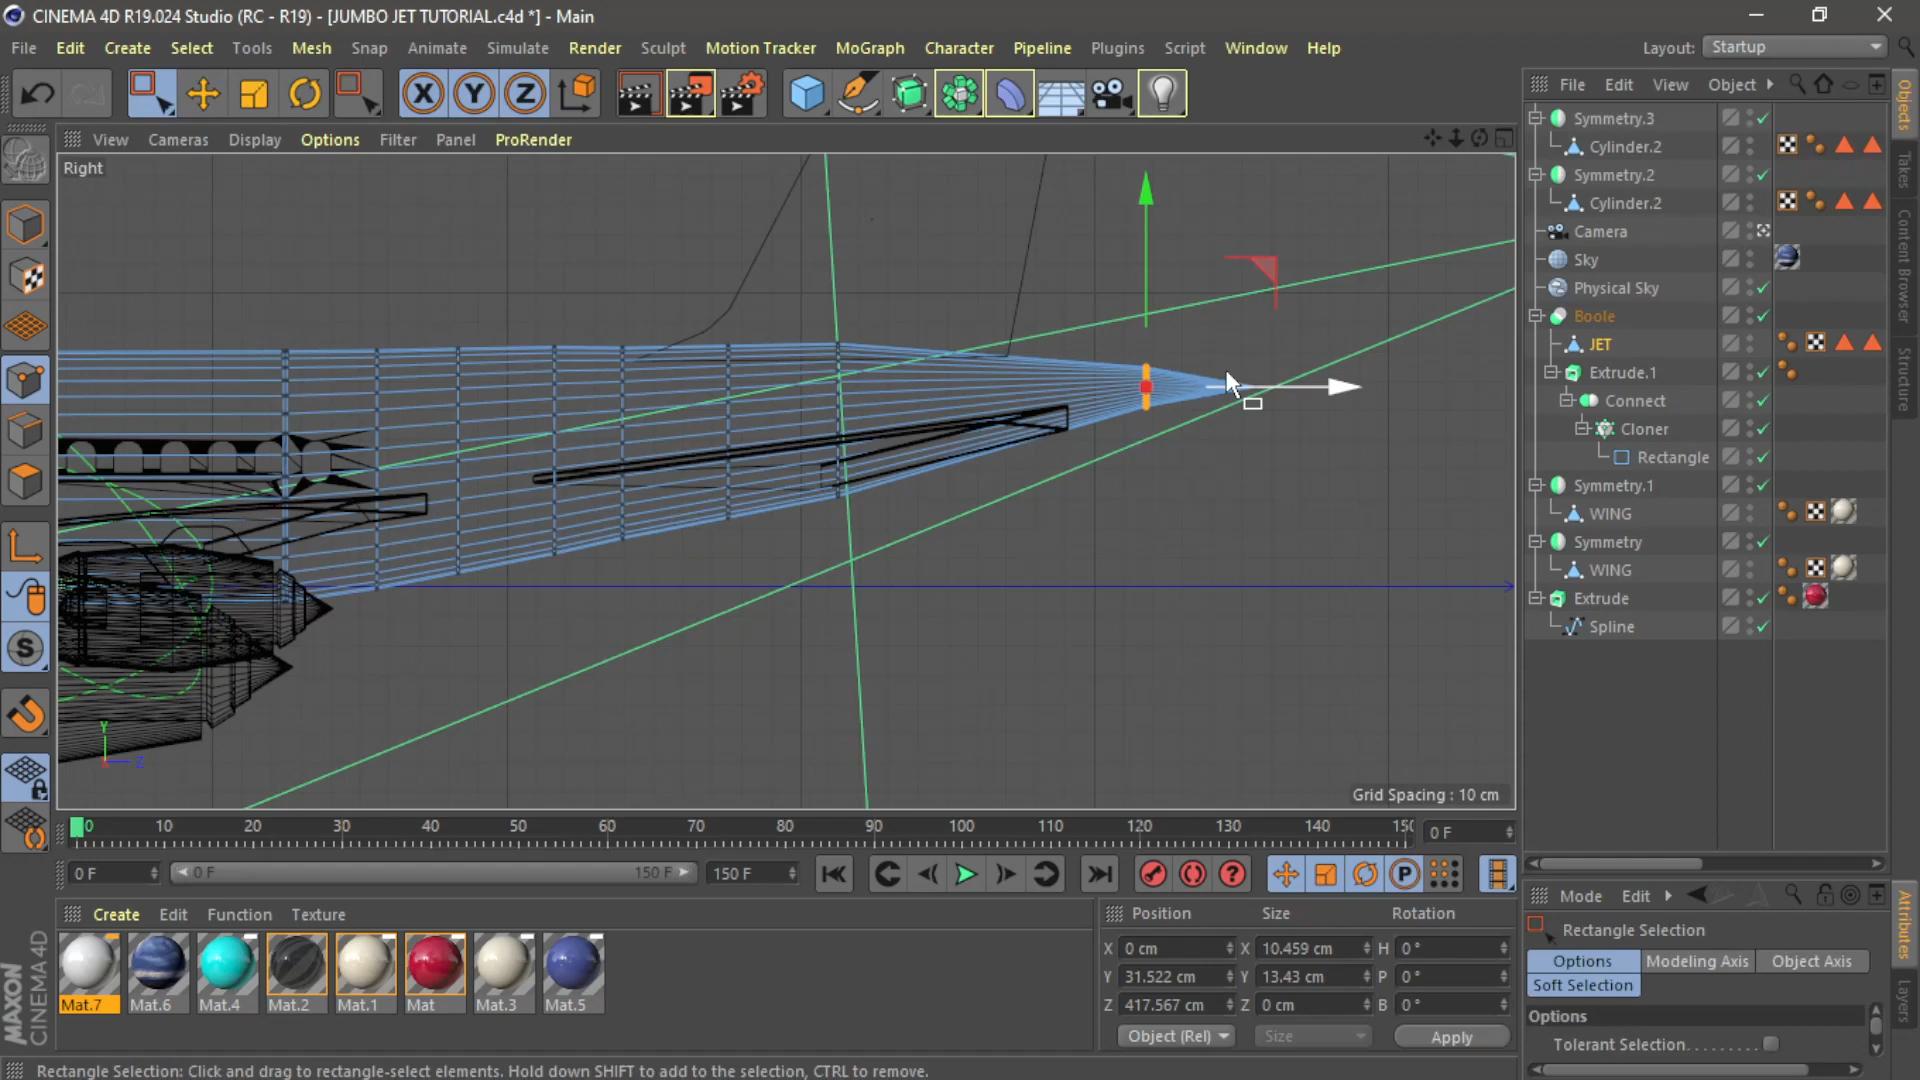 CINEMA 4D R19.024 Studio (RC - R19) - [JUMBO JET TUTORIAL.c4d *] - Main
File Edit Create Select Tools Mesh Snap Animate Simulate Render Sculpt Motion Tracker MoGraph Character Pipeline Plugins Script Window Help
Layout: Startup
X Y Z
View Cameras Display Options Filter Panel ProRender
Right
Y
Z
Grid Spacing : 10 cm
File Edit View Object
Symmetry.3
Cylinder.2
Symmetry.2
Cylinder.2
Camera
Sky
Physical Sky
Boole
JET
Extrude.1
Connect
Cloner
Rectangle
Symmetry.1
WING
Symmetry
WING
Extrude
Spline
Objects
Takes
Content Browser
Structure
0 10 20 30 40 50 60 70 80 90 100 110 120 130 140 150
0 F
0 F 0 F 150 F 150 F
Create Edit Function Texture
Mat.7 Mat.6 Mat.4 Mat.2 Mat.1 Mat Mat.3 Mat.5
MAXON
CINEMA 4D
Position Size Rotation
X 0 cm X 10.459 cm H 0 °
Y 31.522 cm Y 13.43 cm P 0 °
Z 417.567 cm Z 0 cm B 0 °
Object (Rel) Size Apply
Mode Edit
Rectangle Selection
Options Modeling Axis Object Axis
Soft Selection
Options
Tolerant Selection
Attributes
Layers
Rectangle Selection: Click and drag to rectangle-select elements. Hold down SHIFT to add to the selection, CTRL to remove.